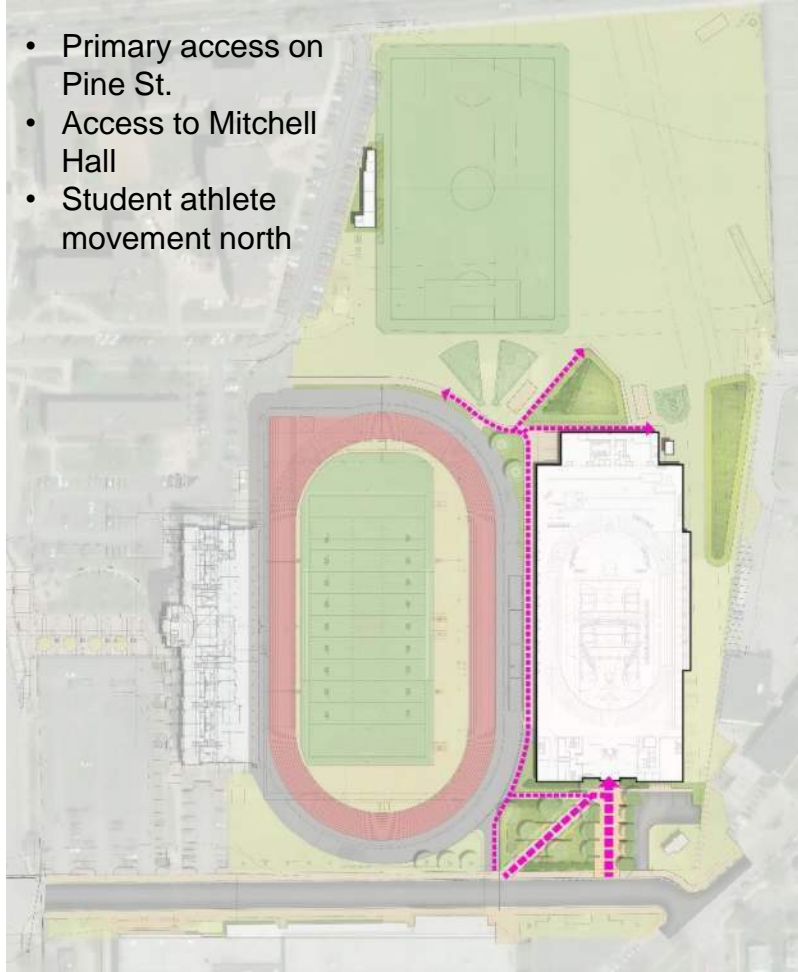 • Primary access on
Pine St.
• Access to Mitchell
Hall
• Student athlete
movement north